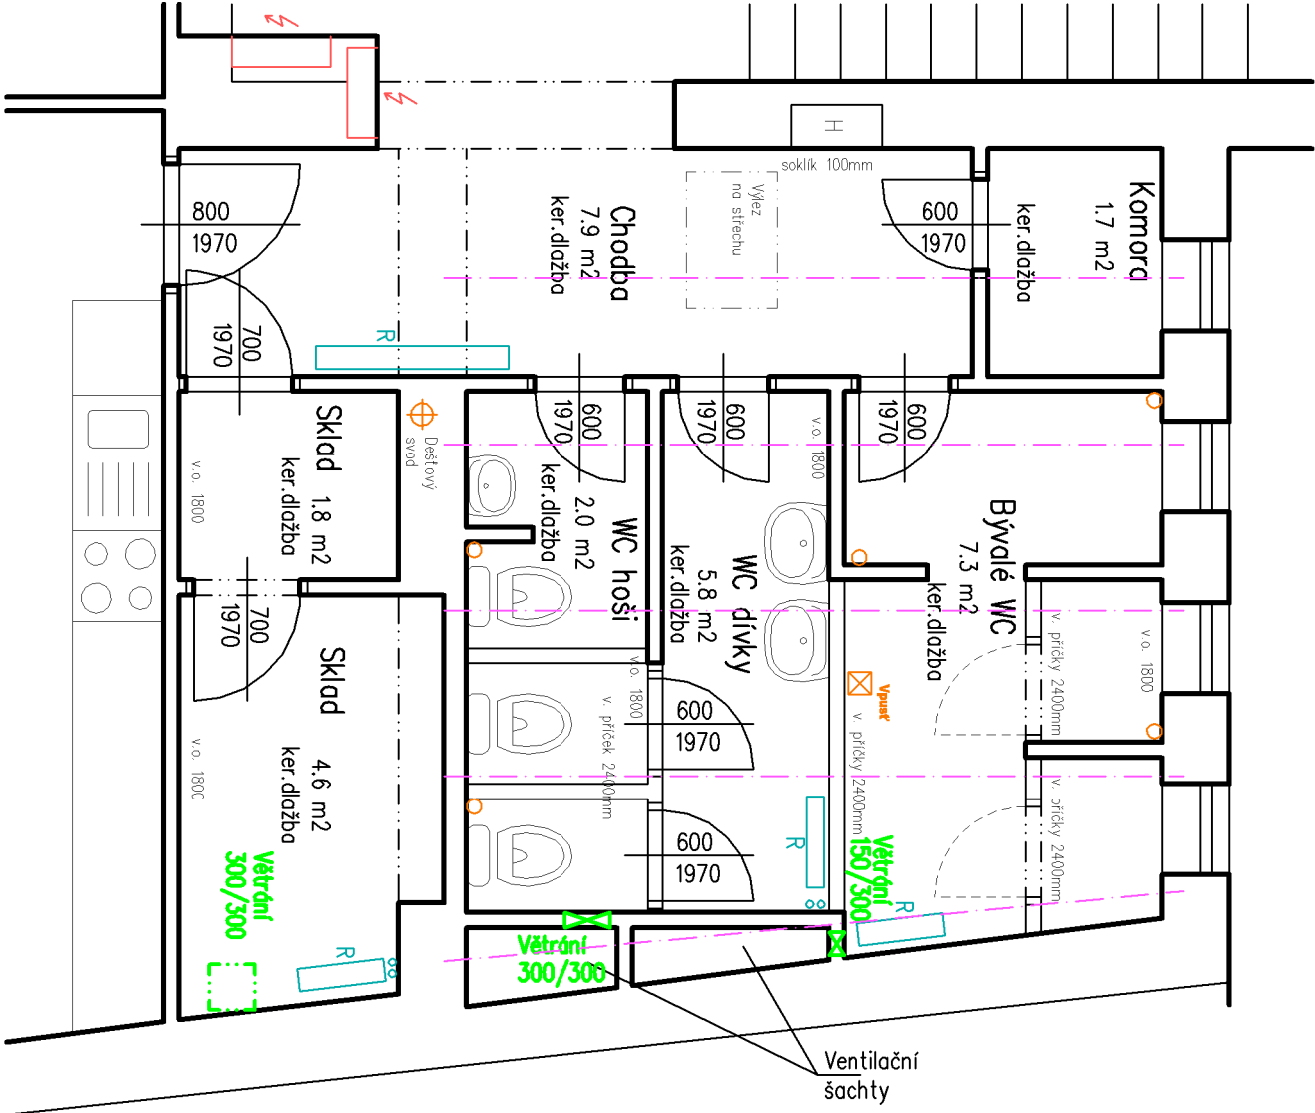 H
soklík 100mm
Výlez
na střechu
Komora
1.7 m2
ker.dlažba
800
1970
600
1970
Chodba
7.9 m2
ker.dlažba
R
700
1970
600
1970
600
1970
600
1970
Sklad
1.8 m2
ker.dlažba
v.o. 1800
Dešťový
svod
WC hoši
2.0 m2
ker.dlažba
WC dívky
5.8 m2
ker.dlažba
v.o. 1800
Bývalé WC
7.3 m2
ker.dlažba
700
1970
Sklad
4.6 m2
ker.dlažba
v.o. 1800
v.o. 1800
v. příček 2400mm
600
1970
600
1970
Vpusť
v. příčky 2400mm
v. příčky 2400mm
v.o. 1800
v. příčky 2400mm
R
R
R
Větrání
300/300
Větrání
300/300
Větrání
150/300
Ventilační
šachty